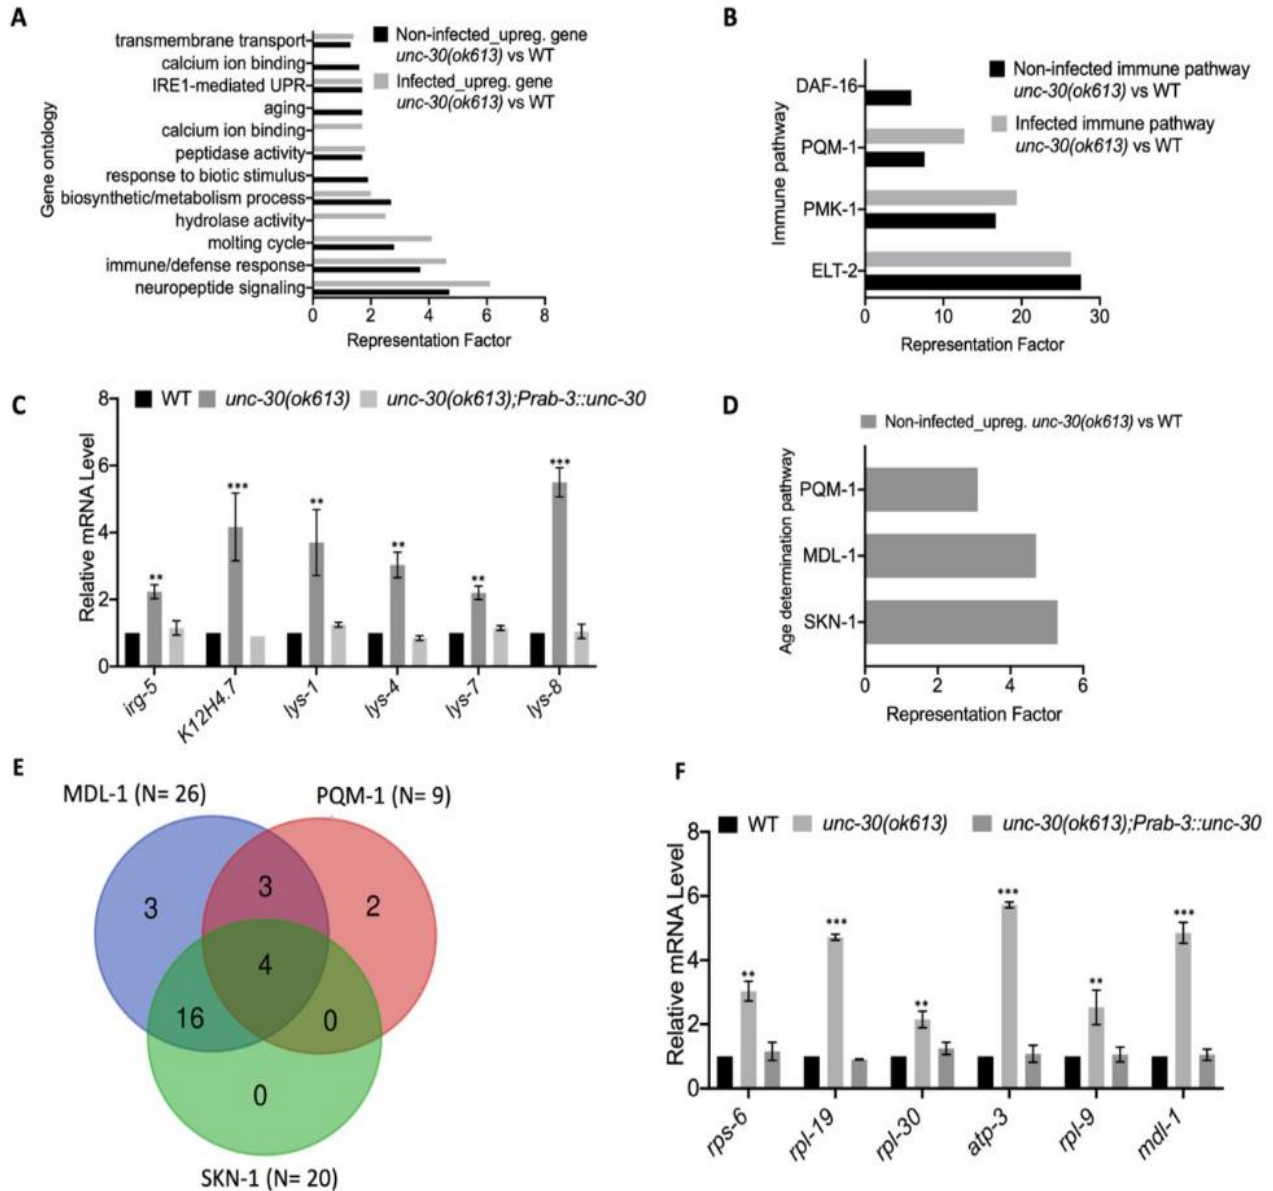 A
Non-infected_upreg. gene
unc-30(ok613) vs WT
Infected_upreg. gene
unc-30(ok613) vs WT
Gene ontology
transmembrane transport
calcium ion binding
IRE1-mediated UPR
aging
calcium ion binding
peptidase activity
response to biotic stimulus
biosynthetic/metabolism process
hydrolase activity
molting cycle
immune/defense response
neuropeptide signaling
0 2 4 6 8
Representation Factor
B
Non-infected immune pathway
unc-30(ok613) vs WT
Infected immune pathway
unc-30(ok613) vs WT
Immune pathway
DAF-16
PQM-1
PMK-1
ELT-2
0 10 20 30
Representation Factor
C
WT unc-30(ok613) unc-30(ok613);Prab-3::unc-30
Relative mRNA Level
8
6
4
2
0
** *** ** ** ** ***
irg-5 K12H4.7 lys-1 lys-4 lys-7 lys-8
D
Non-infected_upreg. unc-30(ok613) vs WT
Age determination pathway
PQM-1
MDL-1
SKN-1
0 2 4 6
Representation Factor
E
MDL-1 (N= 26) PQM-1 (N= 9)
3 3 2
4
16 0
0
SKN-1 (N= 20)
F
WT unc-30(ok613) unc-30(ok613);Prab-3::unc-30
Relative mRNA Level
8
6
4
2
0
** *** ** *** ** ***
rps-6 rpl-19 rpl-30 atp-3 rpl-9 mdl-1